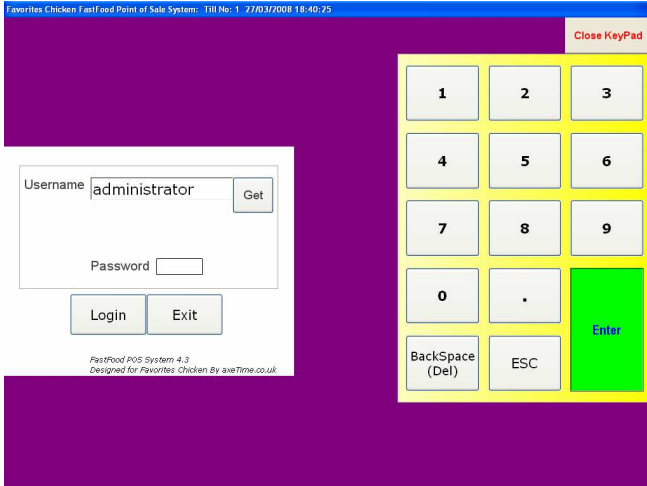 Favorites Chicken FastFood Point of Sale System: Till No: 1 27/03/2008 18:40:25
Close KeyPad
1 2 3
Username administrator Get
4 5 6
7 8 9
Password
0 . Enter
Login Exit
BackSpace (Del) ESC
FastFood POS System 4.3
Designed for Favorites Chicken By axeTime.co.uk